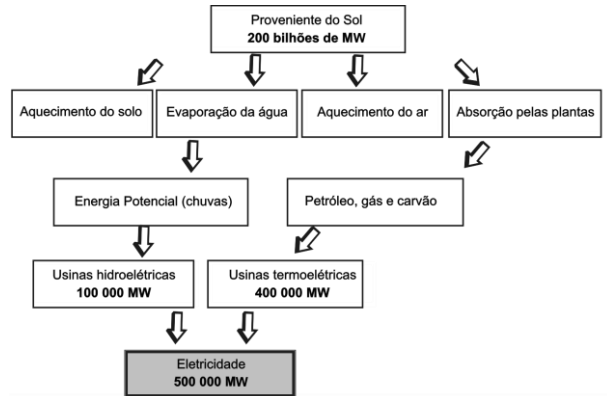 Proveniente do Sol
200 bilhões de MW
Aquecimento do solo
Evaporação da água
Aquecimento do ar
Absorção pelas plantas
Energia Potencial (chuvas)
Petróleo, gás e carvão
Usinas hidroelétricas
100 000 MW
Usinas termoelétricas
400 000 MW
Eletricidade
500 000 MW